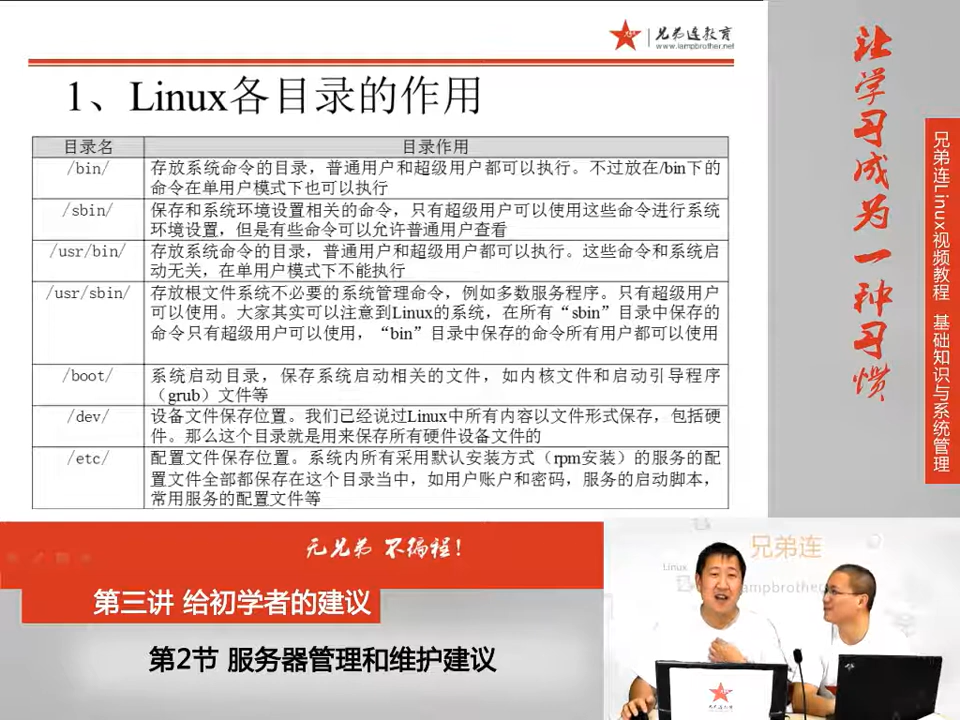 兄弟连教育
www.lampbrother.net
1、Linux各目录的作用
目录名 目录作用
/bin/ 存放系统命令的目录，普通用户和超级用户都可以执行。不过放在/bin下的
命令在单用户模式下也可以执行
/sbin/ 保存和系统环境设置相关的命令，只有超级用户可以使用这些命令进行系统
环境设置，但是有些命令可以允许普通用户查看
/usr/bin/ 存放系统命令的目录，普通用户和超级用户都可以执行。这些命令和系统启
动无关，在单用户模式下不能执行
/usr/sbin/ 存放根文件系统不必要的系统管理命令，例如多数服务程序。只有超级用户
可以使用。大家其实可以注意到Linux的系统，在所有“sbin”目录中保存的
命令只有超级用户可以使用，“bin”目录中保存的命令所有用户都可以使用
/boot/ 系统启动目录，保存系统启动相关的文件，如内核文件和启动引导程序
（grub）文件等
/dev/ 设备文件保存位置。我们已经说过Linux中所有内容以文件形式保存，包括硬
件。那么这个目录就是用来保存所有硬件设备文件的
/etc/ 配置文件保存位置。系统内所有采用默认安装方式（rpm安装）的服务的配
置文件全部都保存在这个目录当中，如用户账户和密码，服务的启动脚本，
常用服务的配置文件等
让学习成为一种习惯
兄弟连Linux视频教程 基础知识与系统管理
无兄弟 不编程！
第三讲 给初学者的建议
第2节 服务器管理和维护建议
兄弟连
Linux
lampbrother